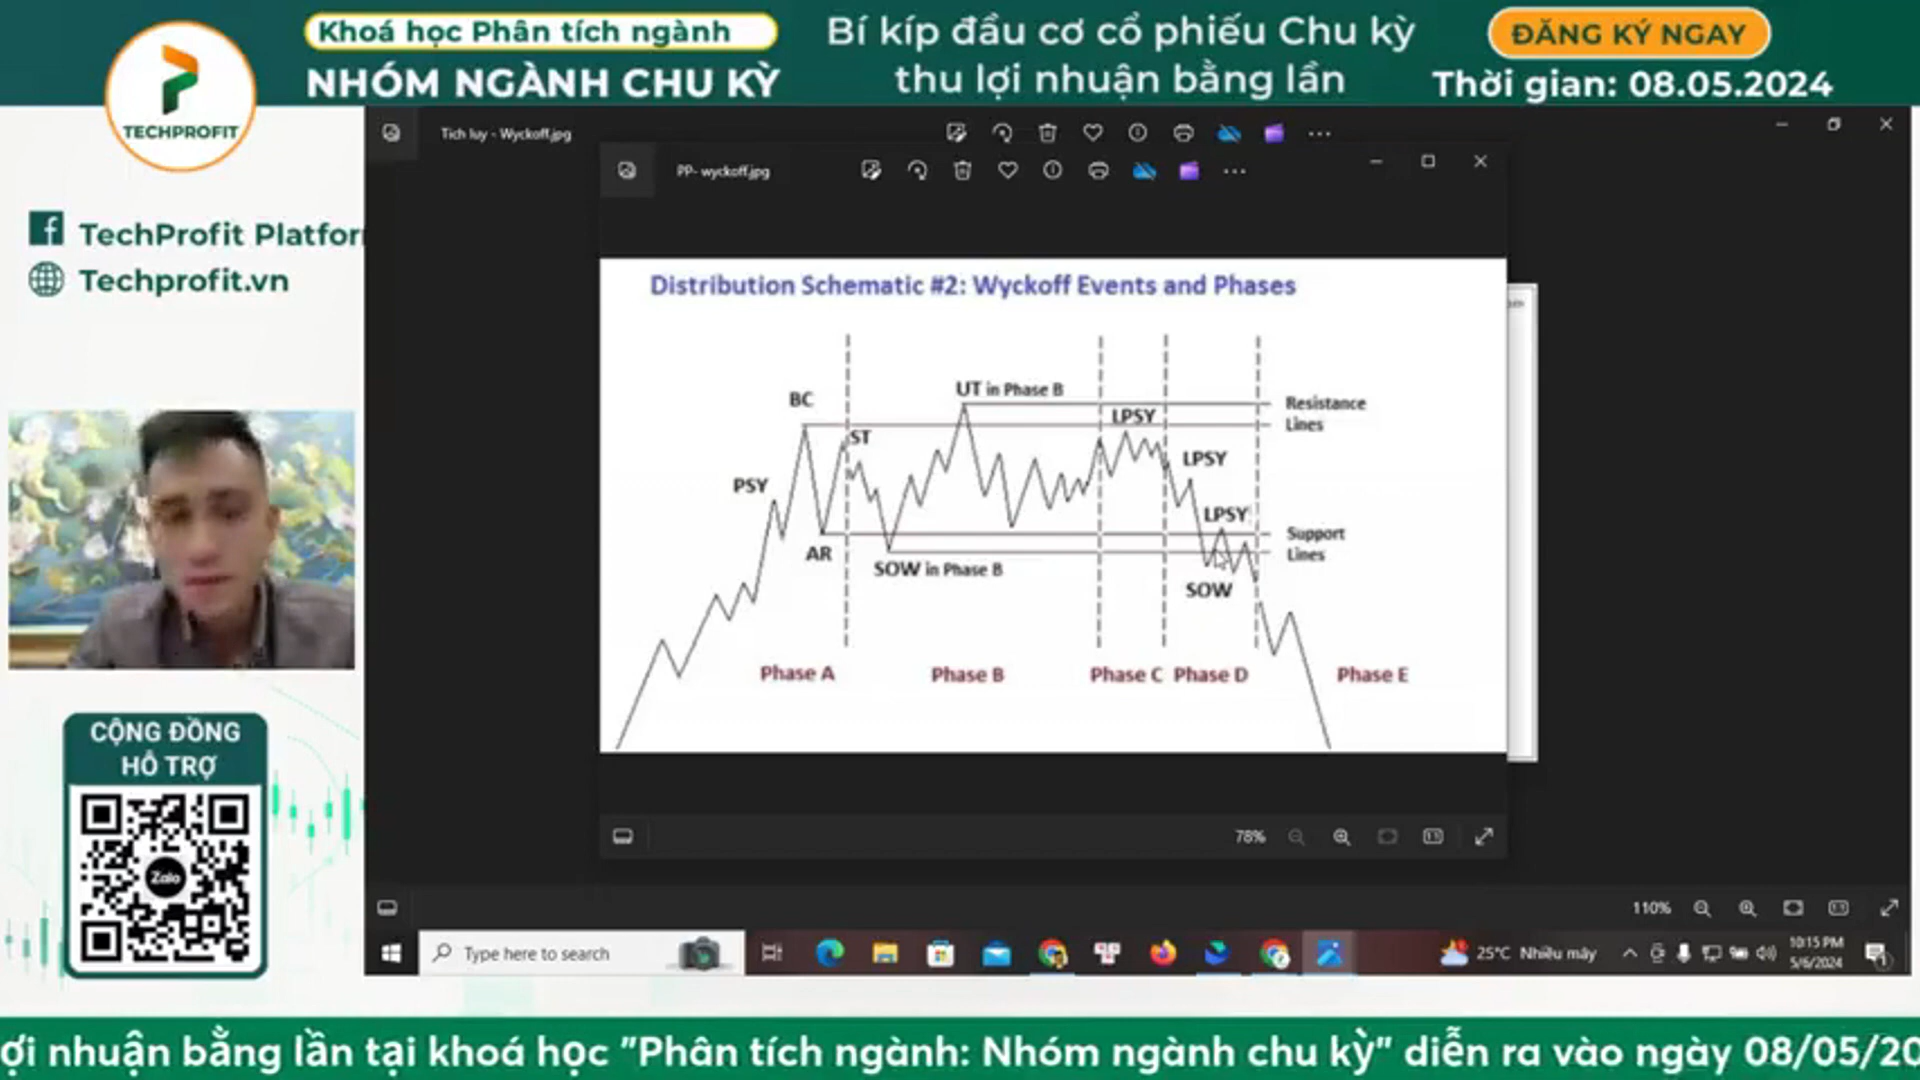 Khoá học Phân tích ngành
NHÓM NGÀNH CHU KỲ
Bí kíp đầu cơ cổ phiếu Chu kỳ
thu lợi nhuận bằng lần
ĐĂNG KÝ NGAY
Thời gian: 08.05.2024
TECHPROFIT
TechProfit Platfor
Techprofit.vn
Tich luy - Wyckoff.jpg
PP- wyckoff.jpg
Distribution Schematic #2: Wyckoff Events and Phases
BC
UT in Phase B
Resistance
Lines
LPSY
ST
LPSY
PSY
LPSY
Support
Lines
AR
SOW in Phase B
SOW
Phase A
Phase B
Phase C
Phase D
Phase E
78%
110%
CỘNG ĐỒNG
HỖ TRỢ
Zalo
Type here to search
25°C Nhiều mây
10:15 PM
5/6/2024
ợi nhuận bằng lần tại khoá học "Phân tích ngành: Nhóm ngành chu kỳ" diễn ra vào ngày 08/05/20